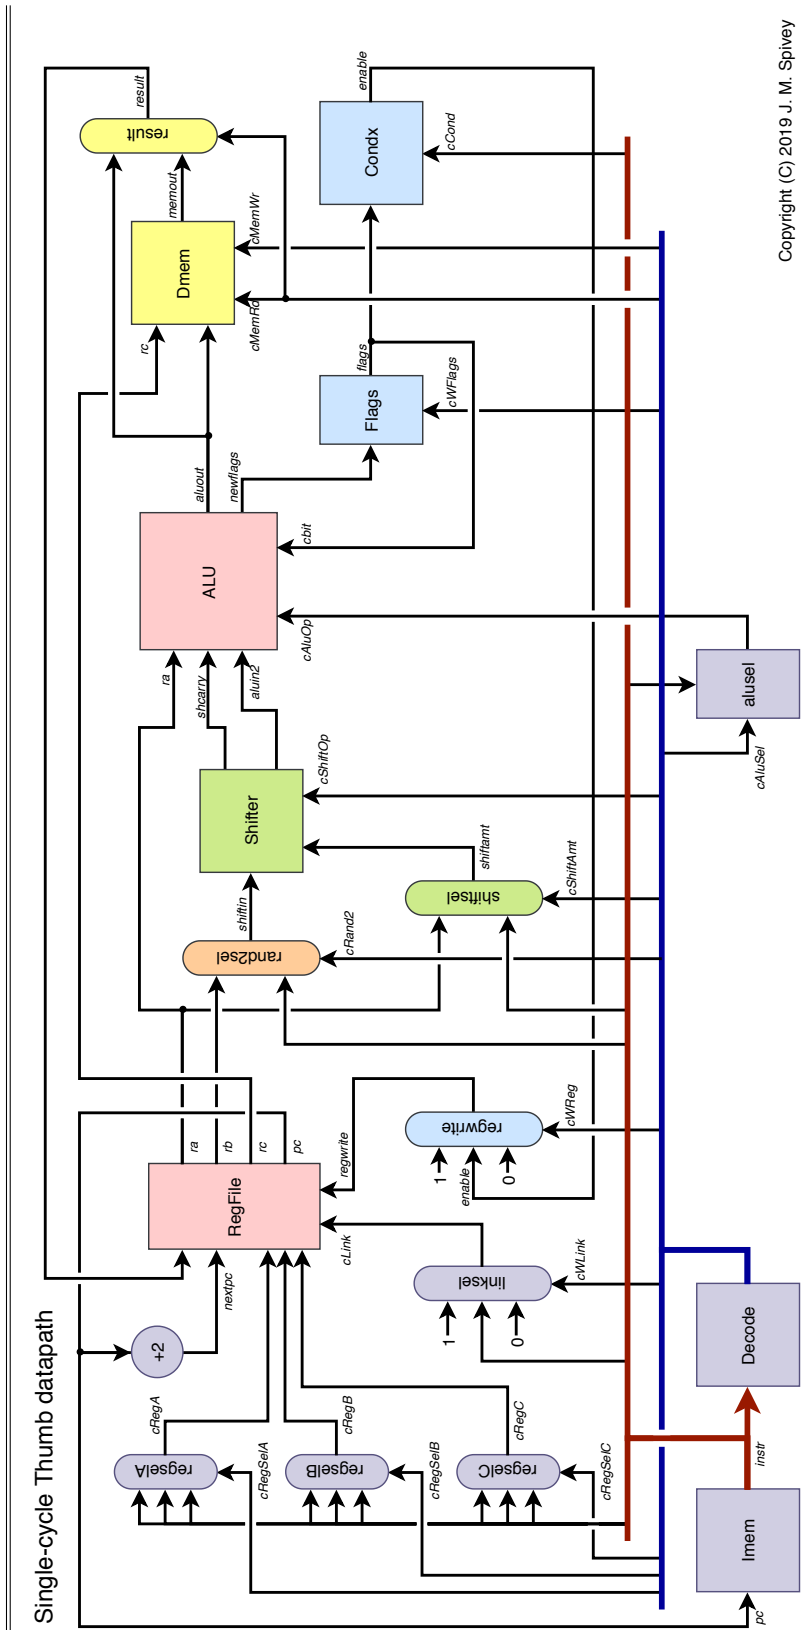 Single-cycle Thumb datapath
result
result
memout
Dmem
cMemWr
cMemRd
rc
enable
Condx
cCond
flags
Flags
cWFlags
aluout
newflags
ALU
cbit
cAluOp
ra
shcarry
aluin2
alusel
cAluSel
Shifter
cShiftOp
shiftin
shiftamt
shiftsel
cShiftAmt
rand2sel
cRand2
ra
rb
rc
pc
RegFile
regwrite
regwrite
cWReg
1
enable
0
cLink
linksel
cWLink
1
0
nextpc
+2
cRegA
regselA
cRegSelA
cRegB
regselB
cRegSelB
cRegC
regselC
cRegSelC
Decode
instr
Imem
pc
Copyright (C) 2019 J. M. Spivey